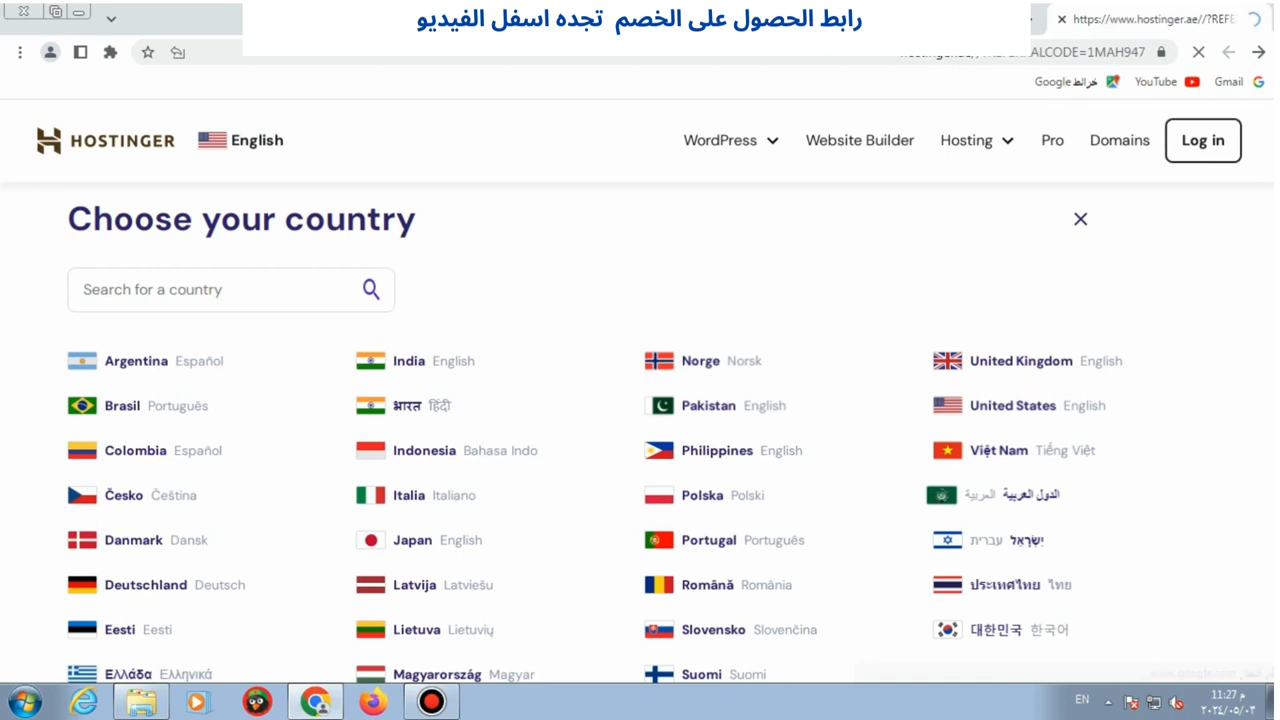 رابط الحصول على الخصم تجده اسفل الفيديو
https://www.hostinger.ae//?REFE
ALCODE=1MAH947
خرائط Google
YouTube
Gmail
HOSTINGER
English
WordPress
Website Builder
Hosting
Pro
Domains
Log in
Choose your country
Search for a country
Argentina Español
India English
Norge Norsk
United Kingdom English
Brasil Português
भारत हिंदी
Pakistan English
United States English
Colombia Español
Indonesia Bahasa Indo
Philippines English
Việt Nam Tiếng Việt
Česko Čeština
Italia Italiano
Polska Polski
الدول العربية العربية
Danmark Dansk
Japan English
Portugal Português
יִשְׂרָאֵל עברית
Deutschland Deutsch
Latvija Latviešu
Română România
ประเทศไทย ไทย
Eesti Eesti
Lietuva Lietuvių
Slovensko Slovenčina
대한민국 한국어
Ελλάδα Ελληνικά
Magyarország Magyar
Suomi Suomi
EN
11:27 م
٢٠٢٤/٠٥/٠٣